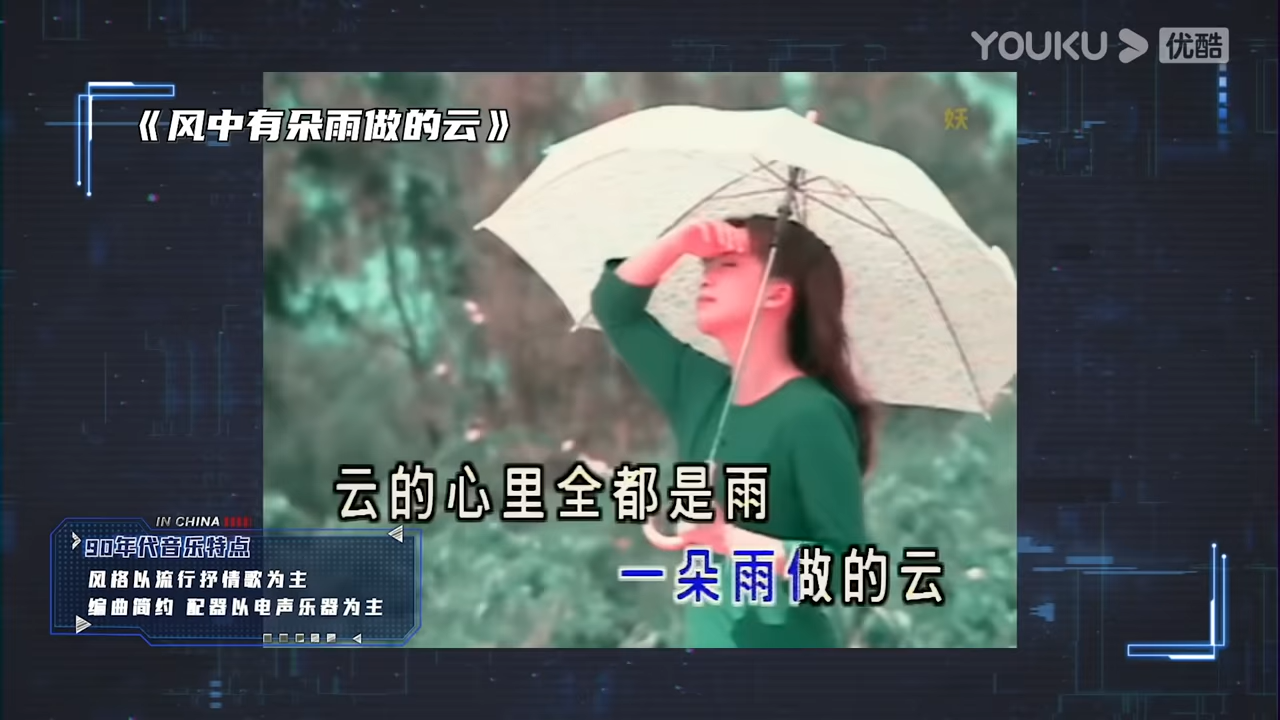 YOUKU 优酷
《风中有朵雨做的云》
妖
云的心里全都是雨
一朵雨做的云
IN CHINA
90年代音乐特点
风格以流行抒情歌为主
编曲简约 配器以电声乐器为主